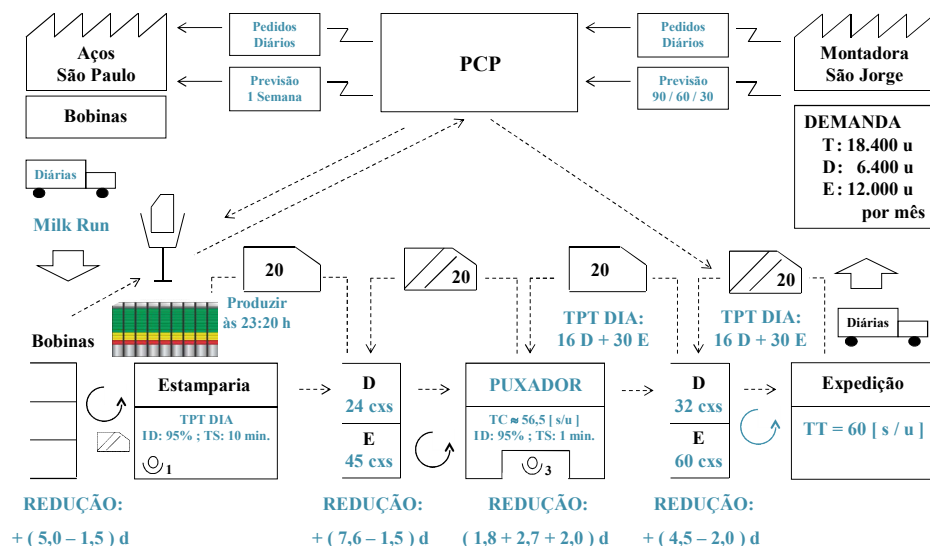 Aços
São Paulo
Bobinas
Pedidos
Diários
Previsão
1 Semana
PCP
Pedidos
Diários
Previsão
90 / 60 / 30
Montadora
São Jorge
DEMANDA
T: 18.400 u
D: 6.400 u
E: 12.000 u
por mês
Diárias
Milk Run
Bobinas
20
Produzir
às 23:20 h
20
20
TPT DIA:
16 D + 30 E
20
TPT DIA:
16 D + 30 E
Diárias
Estamparia
TPT DIA
ID: 95% ; TS: 10 min.
1
D
24 cxs
E
45 cxs
PUXADOR
TC ≈ 56,5 [ s/u ]
ID: 95% ; TS: 1 min.
3
D
32 cxs
E
60 cxs
Expedição
TT = 60 [ s / u ]
REDUÇÃO:
+ ( 5,0 – 1,5 ) d
REDUÇÃO:
+ ( 7,6 – 1,5 ) d
REDUÇÃO:
( 1,8 + 2,7 + 2,0 ) d
REDUÇÃO:
+ ( 4,5 – 2,0 ) d